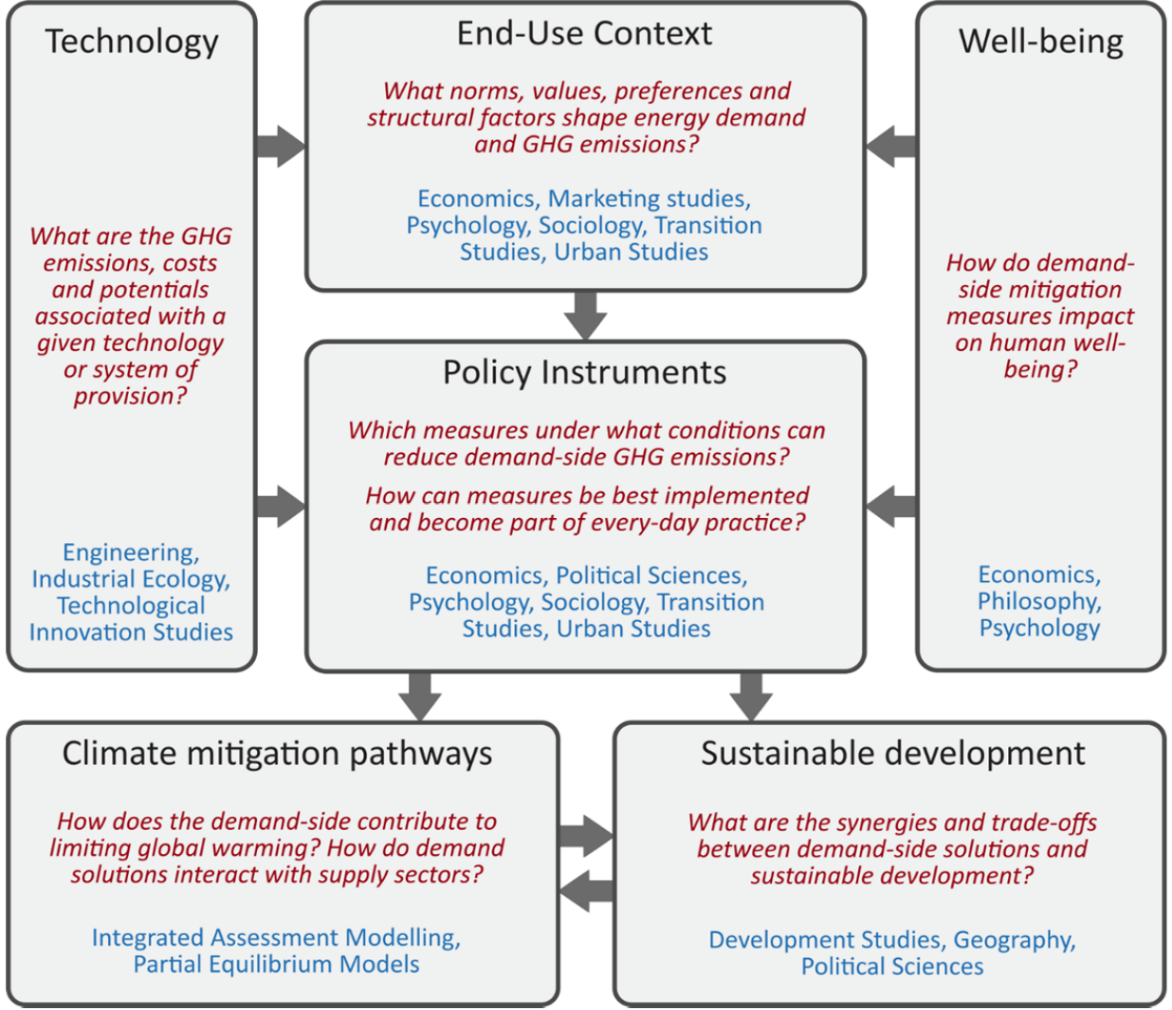 Technology
What are the GHG
emissions, costs
and potentials
associated with a
given technology
or system of
provision?
Engineering,
Industrial Ecology,
Technological
Innovation Studies
End-Use Context
What norms, values, preferences and
structural factors shape energy demand
and GHG emissions?
Economics, Marketing studies,
Psychology, Sociology, Transition
Studies, Urban Studies
Well-being
How do demand-
side mitigation
measures impact
on human well-
being?
Economics,
Philosophy,
Psychology
Policy Instruments
Which measures under what conditions can
reduce demand-side GHG emissions?
How can measures be best implemented
and become part of every-day practice?
Economics, Political Sciences,
Psychology, Sociology, Transition
Studies, Urban Studies
Climate mitigation pathways
How does the demand-side contribute to
limiting global warming? How do demand
solutions interact with supply sectors?
Integrated Assessment Modelling,
Partial Equilibrium Models
Sustainable development
What are the synergies and trade-offs
between demand-side solutions and
sustainable development?
Development Studies, Geography,
Political Sciences